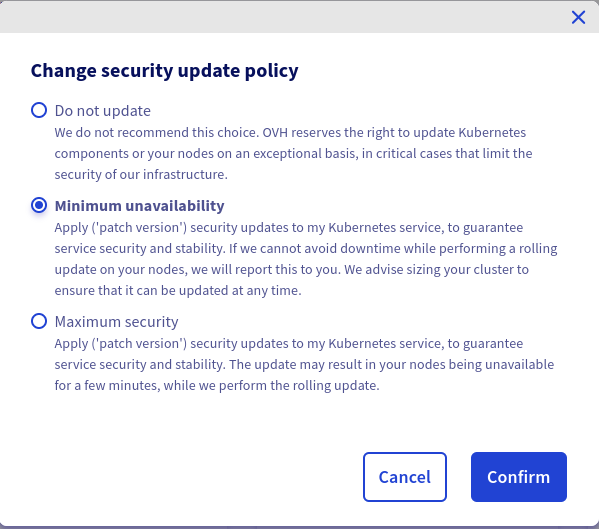 Change security update policy
Do not update
We do not recommend this choice. OVH reserves the right to update Kubernetes
components or your nodes on an exceptional basis, in critical cases that limit the
security of our infrastructure.
Minimum unavailability
Apply ('patch version') security updates to my Kubernetes service, to guarantee
service security and stability. If we cannot avoid downtime while performing a rolling
update on your nodes, we will report this to you. We advise sizing your cluster to
ensure that it can be updated at any time.
Maximum security
Apply ('patch version') security updates to my Kubernetes service, to guarantee
service security and stability. The update may result in your nodes being unavailable
for a few minutes, while we perform the rolling update.
Cancel Confirm